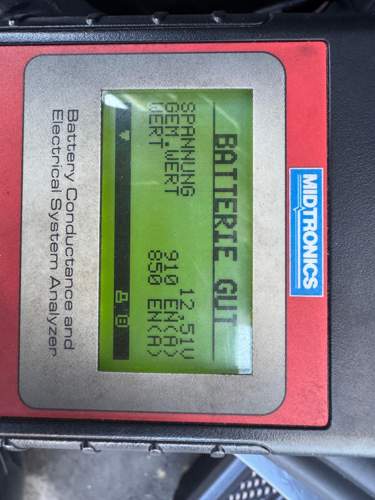 MIDTRONICS
BATTERIE GUT
SPANNUNG 12,51V
GEM.WERT 910 EN(A)
WERT 850 EN(A)
Battery Conductance and
Electrical System Analyzer